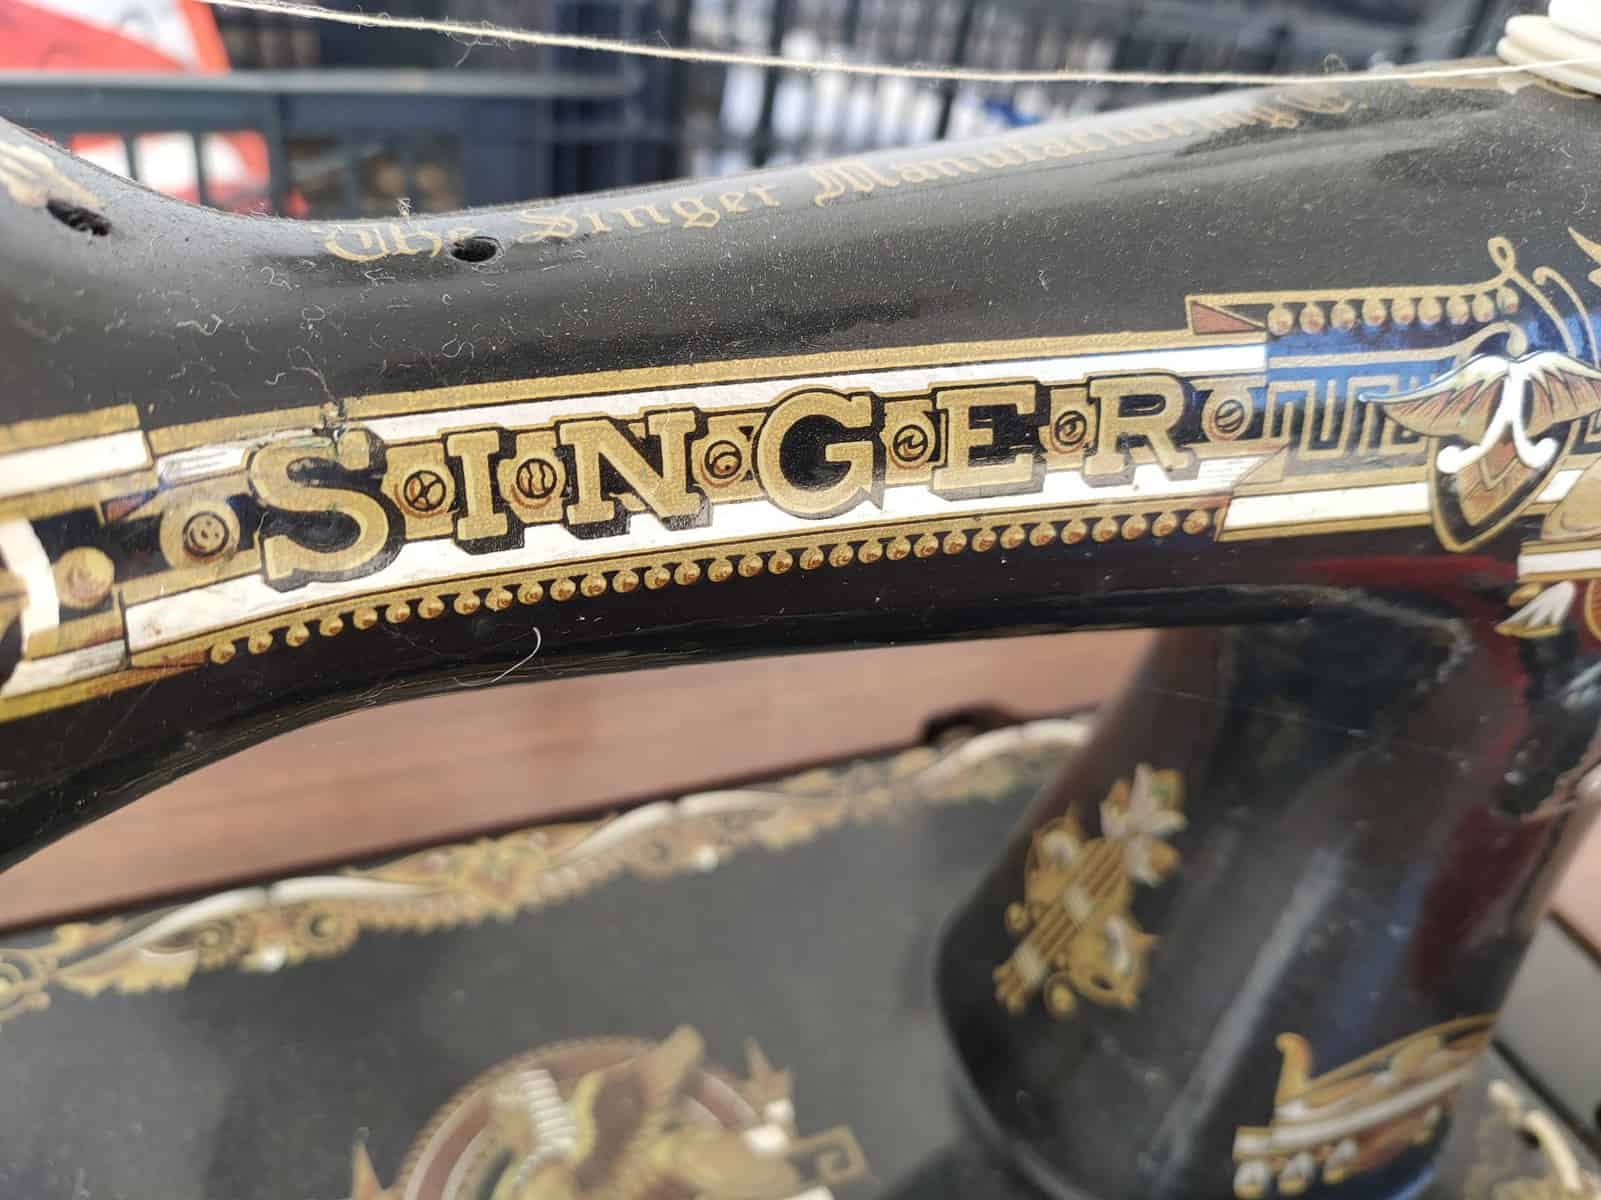 The Singer Manufacturing Co.
SINGER